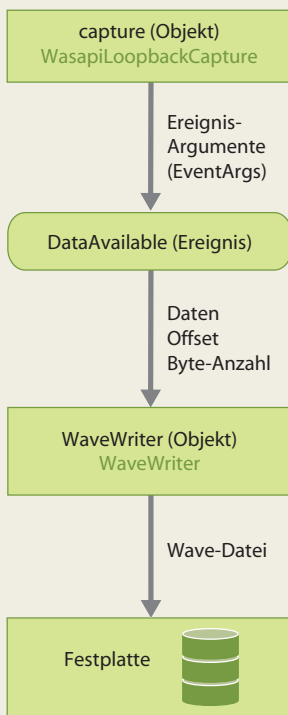 capture (Objekt)
WasapiLoopbackCapture
Ereignis-
Argumente
(EventArgs)
DataAvailable (Ereignis)
Daten
Offset
Byte-Anzahl
WaveWriter (Objekt)
WaveWriter
Wave-Datei
Festplatte